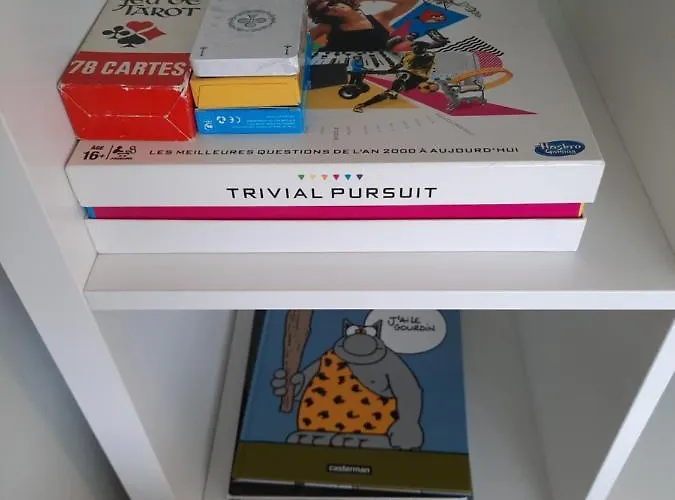 JEU DE
TAROT
78 CARTES
AGE
16+
LES MEILLEURES QUESTIONS DE L'AN 2000 À AUJOURD'HUI
Hasbro
Gaming
TRIVIAL PURSUIT
J'AI LE
GOURDIN
casterman